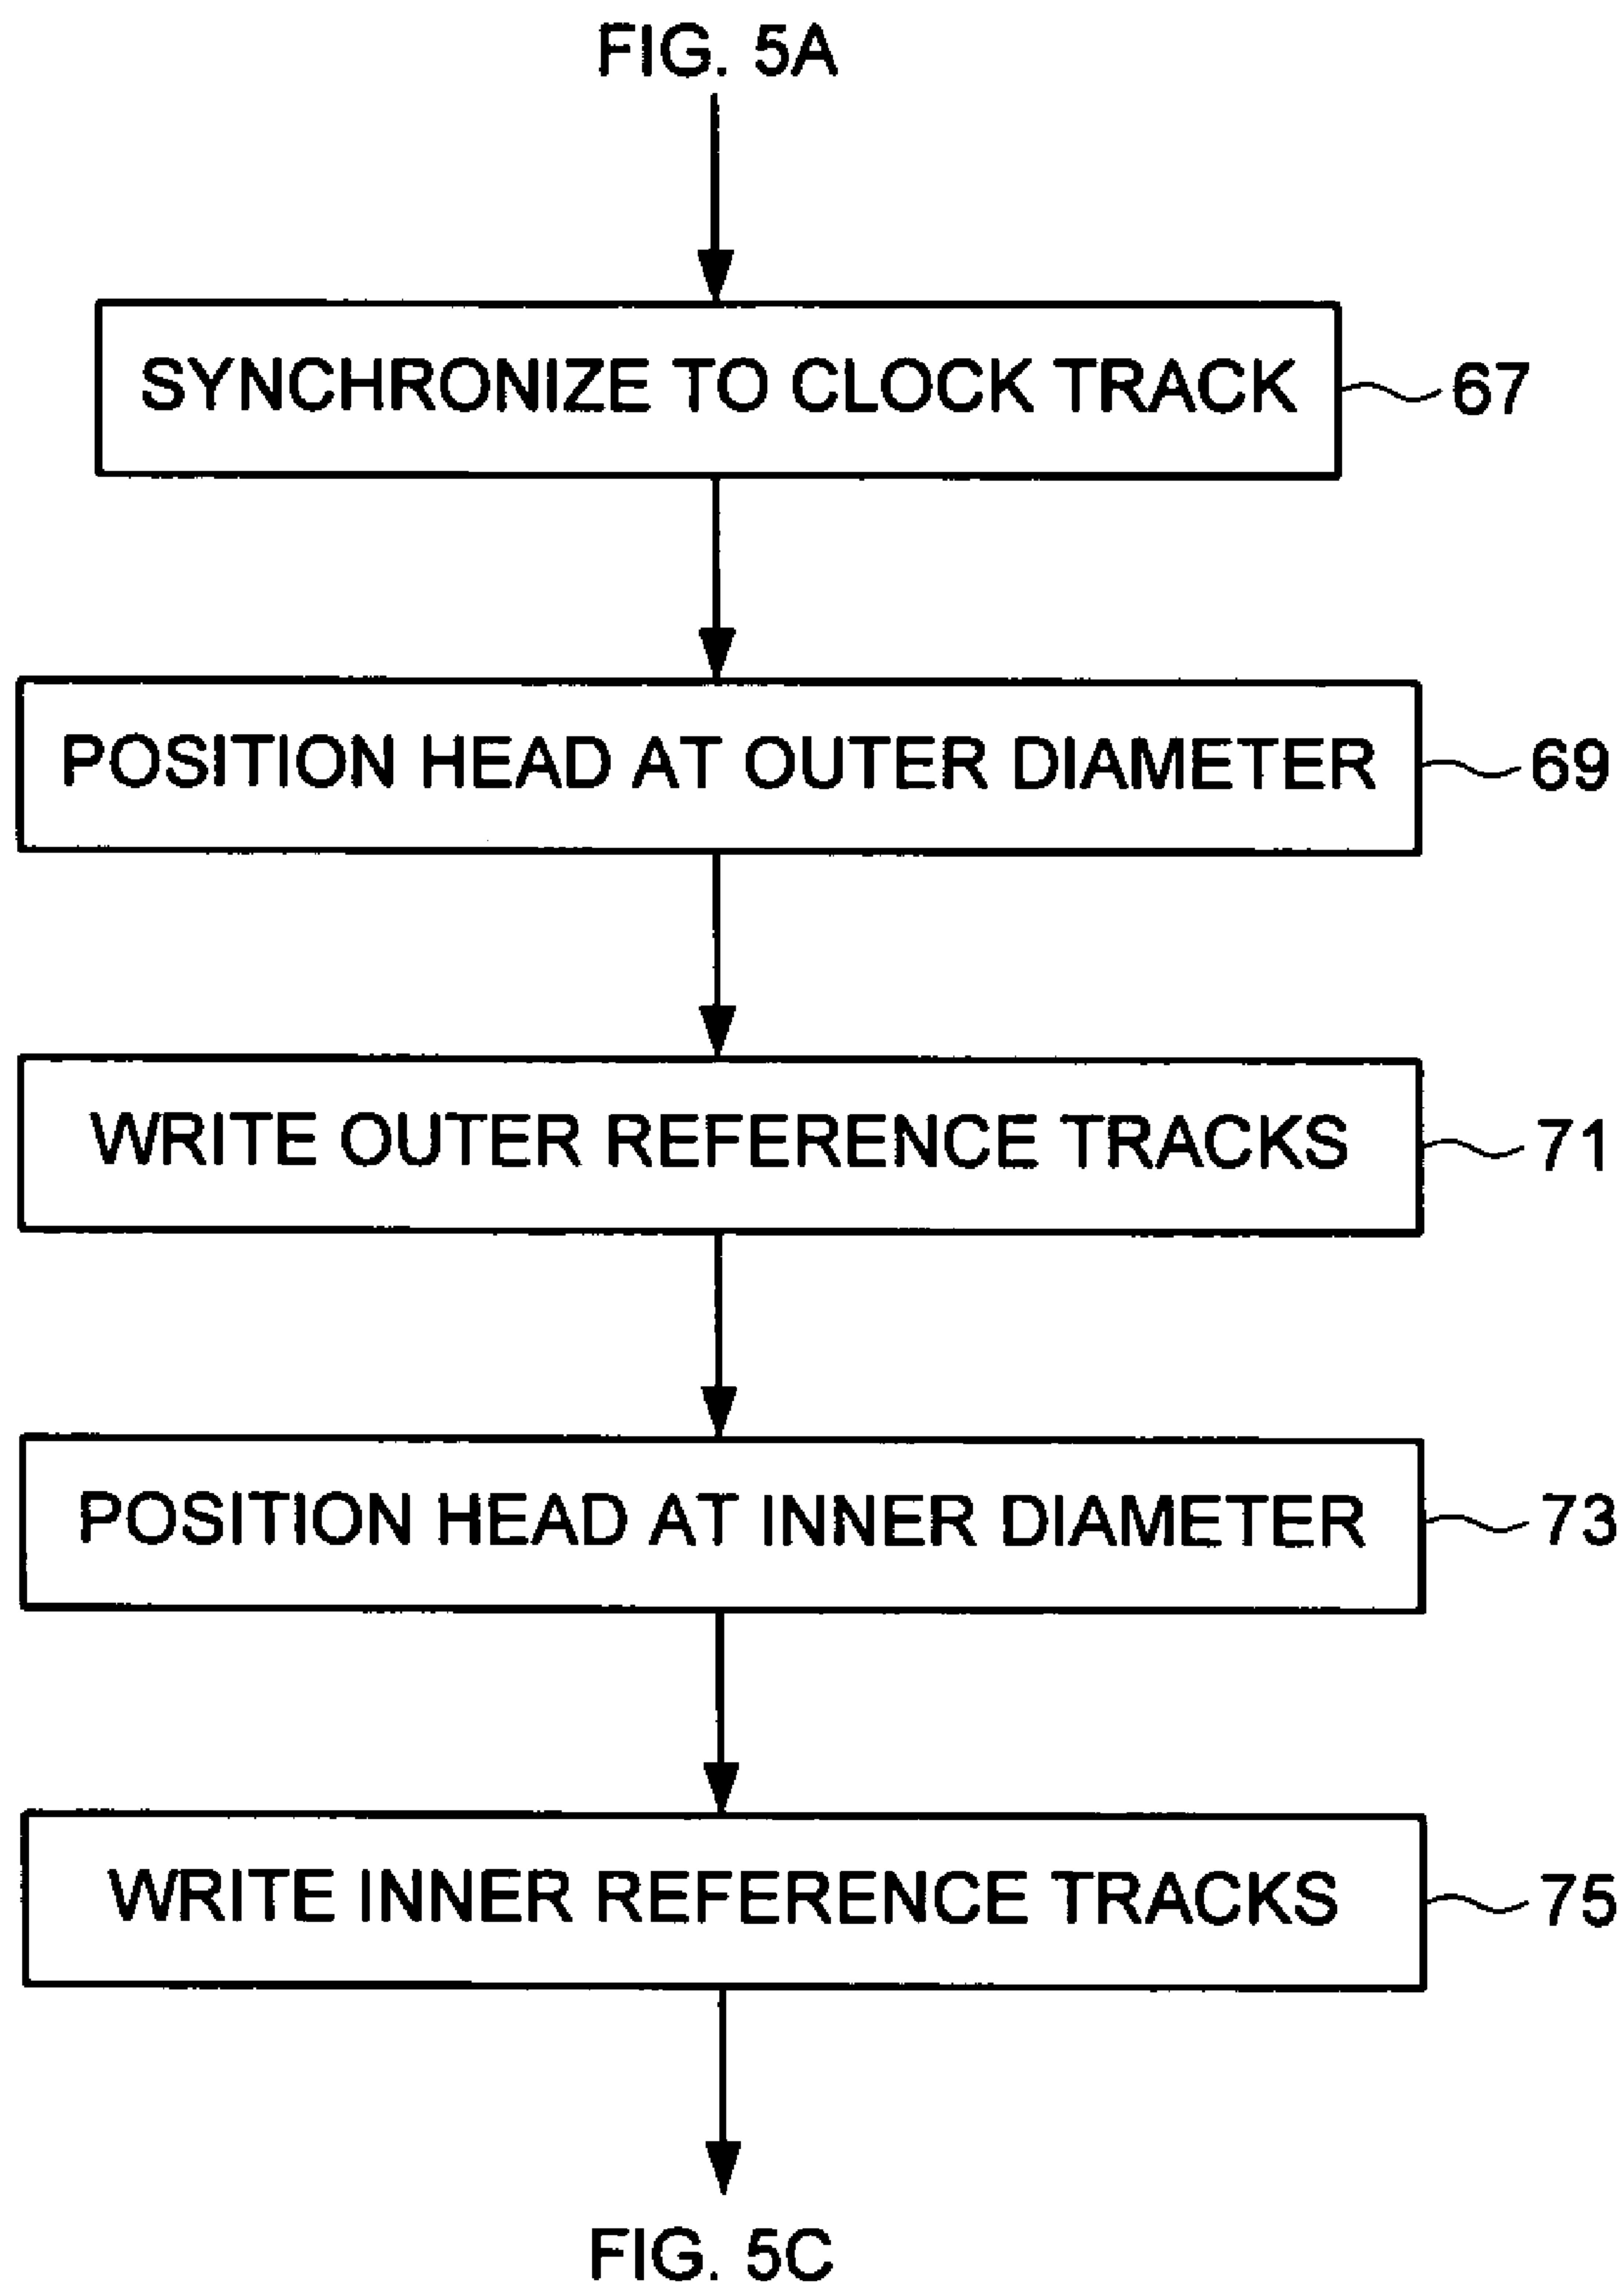 FIG. 5A
SYNCHRONIZE TO CLOCK TRACK
67
POSITION HEAD AT OUTER DIAMETER
69
WRITE OUTER REFERENCE TRACKS
71
POSITION HEAD AT INNER DIAMETER
73
WRITE INNER REFERENCE TRACKS
75
FIG. 5C